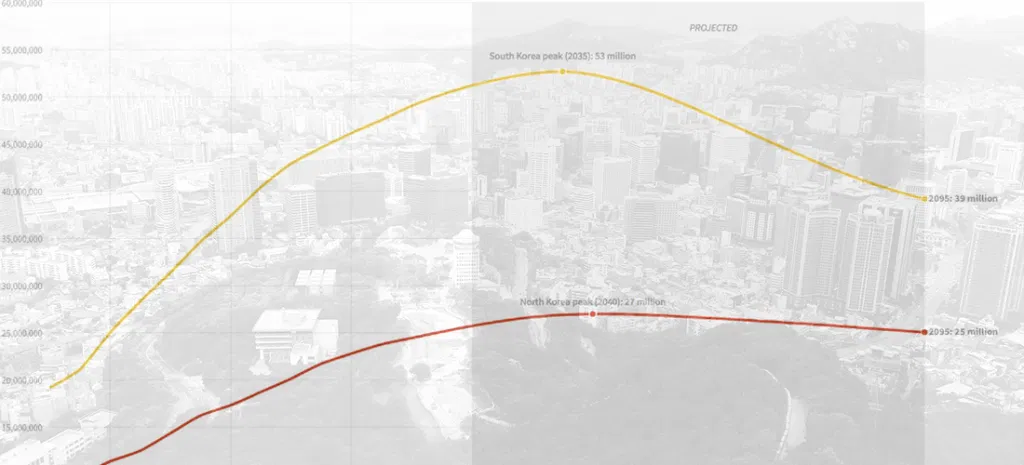 60,000,000
PROJECTED
55,000,000
South Korea peak (2035): 53 million
50,000,000
45,000,000
40,000,000
2095: 39 million
35,000,000
30,000,000
North Korea peak (2040): 27 million
25,000,000
2095: 25 million
20,000,000
15,000,000